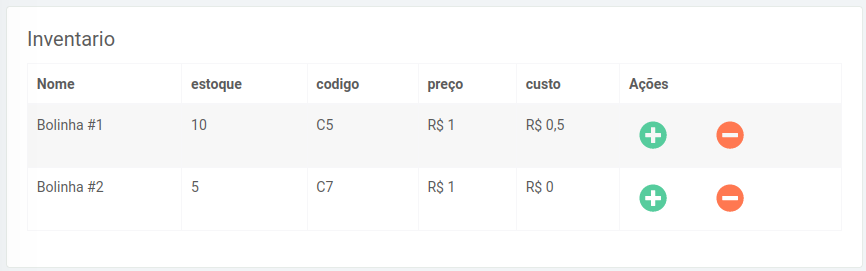 Inventario
Nome estoque codigo preço custo Ações
Bolinha #1 10 C5 R$ 1 R$ 0,5
Bolinha #2 5 C7 R$ 1 R$ 0